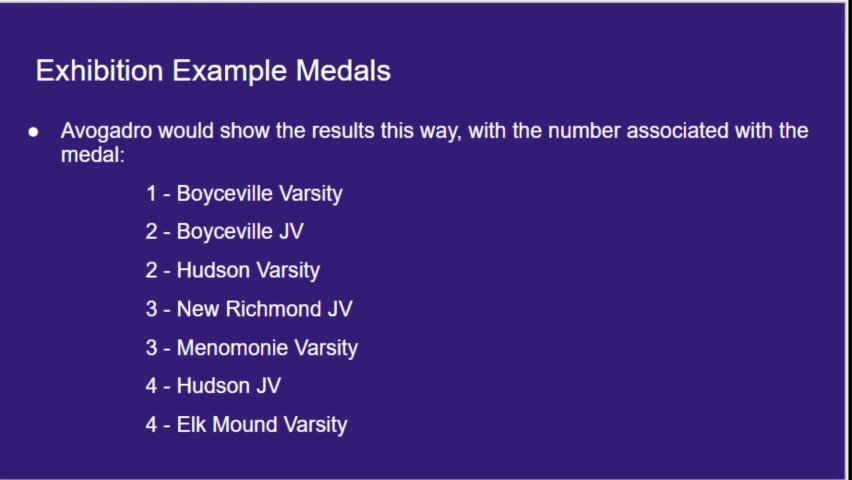 Exhibition Example Medals
● Avogadro would show the results this way, with the number associated with the
medal:
1 - Boyceville Varsity
2 - Boyceville JV
2 - Hudson Varsity
3 - New Richmond JV
3 - Menomonie Varsity
4 - Hudson JV
4 - Elk Mound Varsity